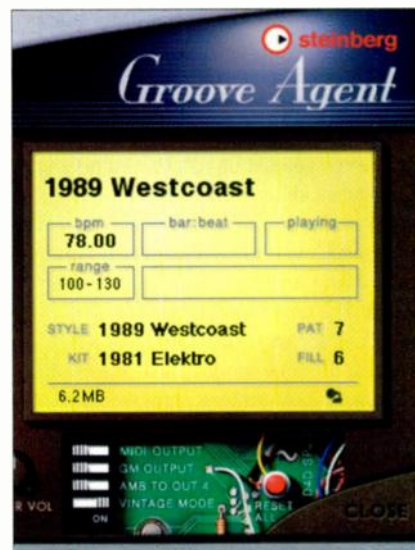 steinberg
Groove Agent
1989 Westcoast
bpm bar:beat playing
78.00
range
100-130
STYLE 1989 Westcoast PAT 7
KIT 1981 Elektro FILL 6
6.2MB
MIDI OUTPUT
GM OUTPUT
AMB TO OUT 4
VINTAGE MODE
ON
RESET
ALL
R VOL
CLOSE